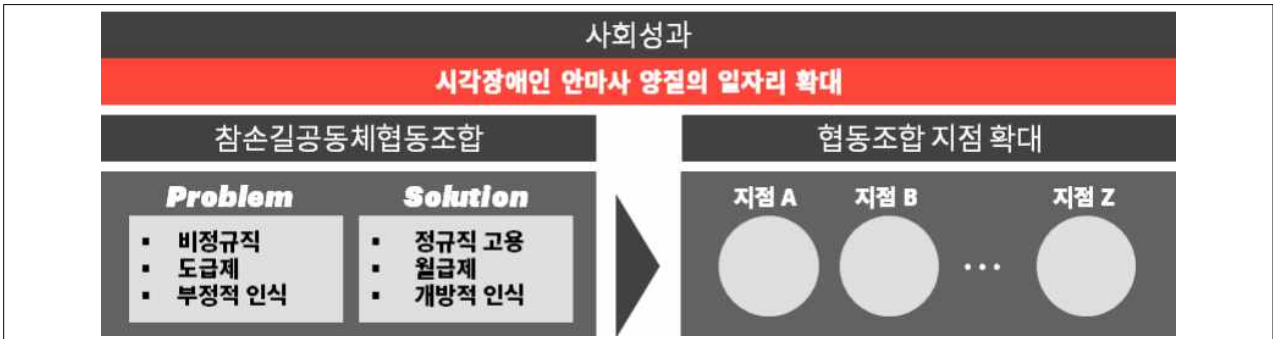 사회성과
시각장애인 안마사 양질의 일자리 확대
참손길공동체협동조합
Problem
▪ 비정규직
▪ 도급제
▪ 부정적 인식
Solution
▪ 정규직 고용
▪ 월급제
▪ 개방적 인식
협동조합 지점 확대
지점 A 지점 B ··· 지점 Z